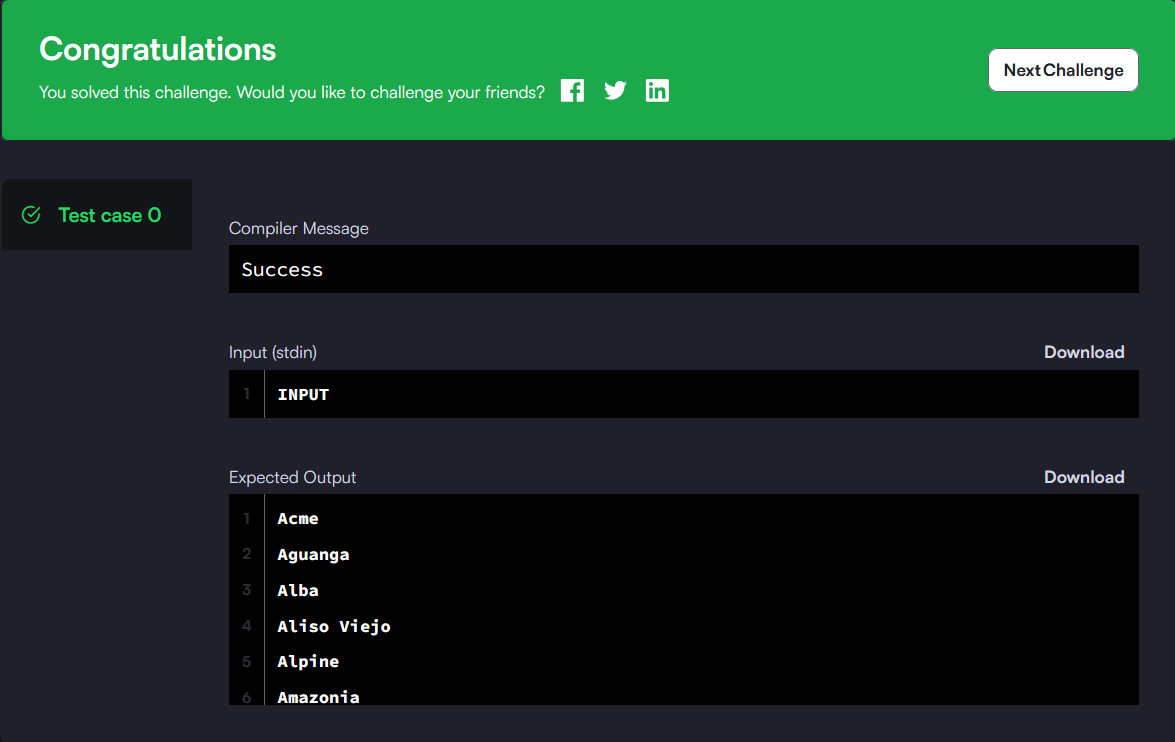 Congratulations
You solved this challenge. Would you like to challenge your friends?
Next Challenge
Test case 0
Compiler Message
Success
Input (stdin)
Download
1 INPUT
Expected Output
Download
1 Acme
2 Aguanga
3 Alba
4 Aliso Viejo
5 Alpine
6 Amazonia